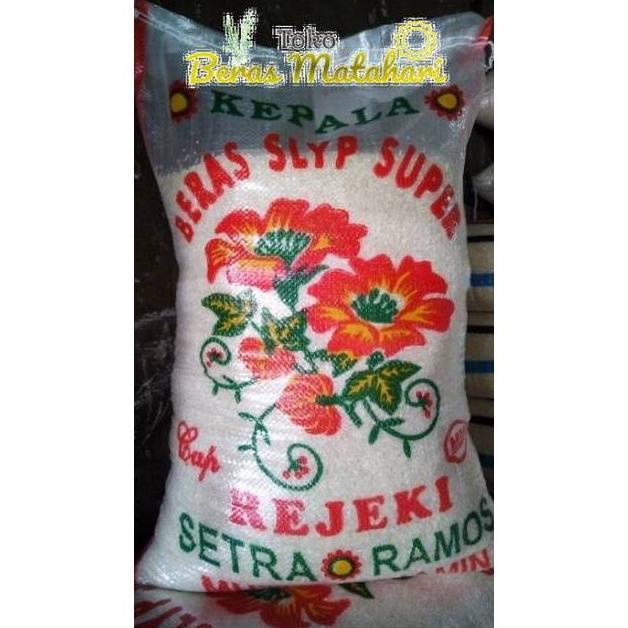 Toko
Beras Matahari
KEPALA
BERAS SLYP SUPER
Cap
REJEKI
SETRA RAMOS